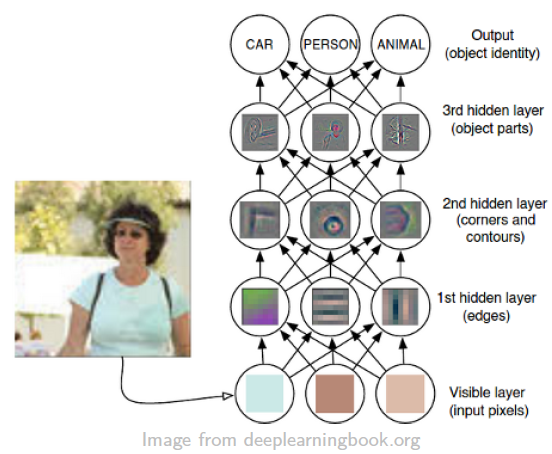 CAR
PERSON
ANIMAL
Output
(object identity)
3rd hidden layer
(object parts)
2nd hidden layer
(corners and
contours)
1st hidden layer
(edges)
Visible layer
(input pixels)
Image from deeplearningbook.org